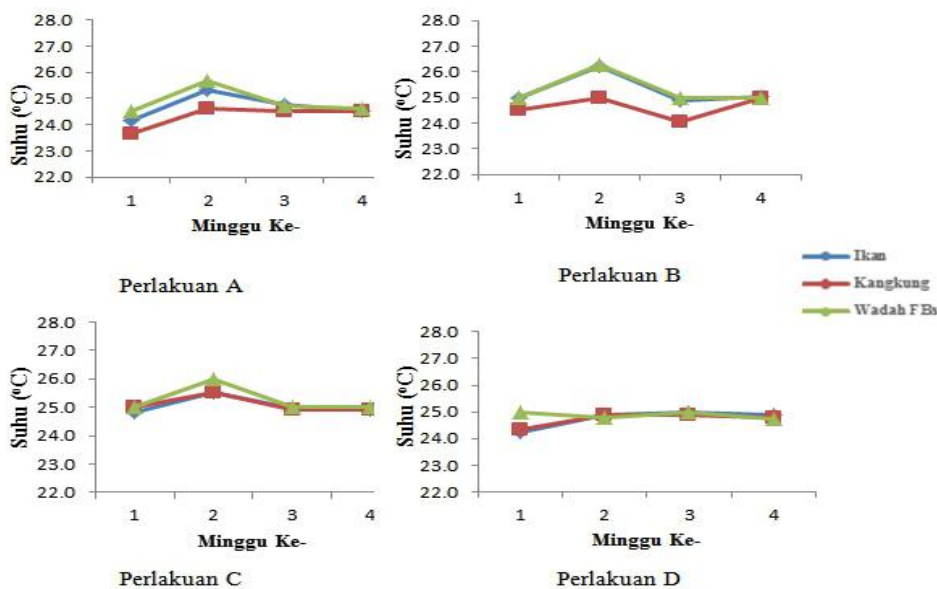 28.0
27.0
26.0
25.0
24.0
23.0
22.0
Suhu (°C)
1 2 3 4
Minggu Ke-
Perlakuan A
28.0
27.0
26.0
25.0
24.0
23.0
22.0
Suhu (°C)
1 2 3 4
Minggu Ke-
Perlakuan B
Ikan
Kangkung
Wadah FBs
28.0
27.0
26.0
25.0
24.0
23.0
22.0
Suhu (°C)
1 2 3 4
Minggu Ke-
Perlakuan C
28.0
27.0
26.0
25.0
24.0
23.0
22.0
Suhu (°C)
1 2 3 4
Minggu Ke-
Perlakuan D